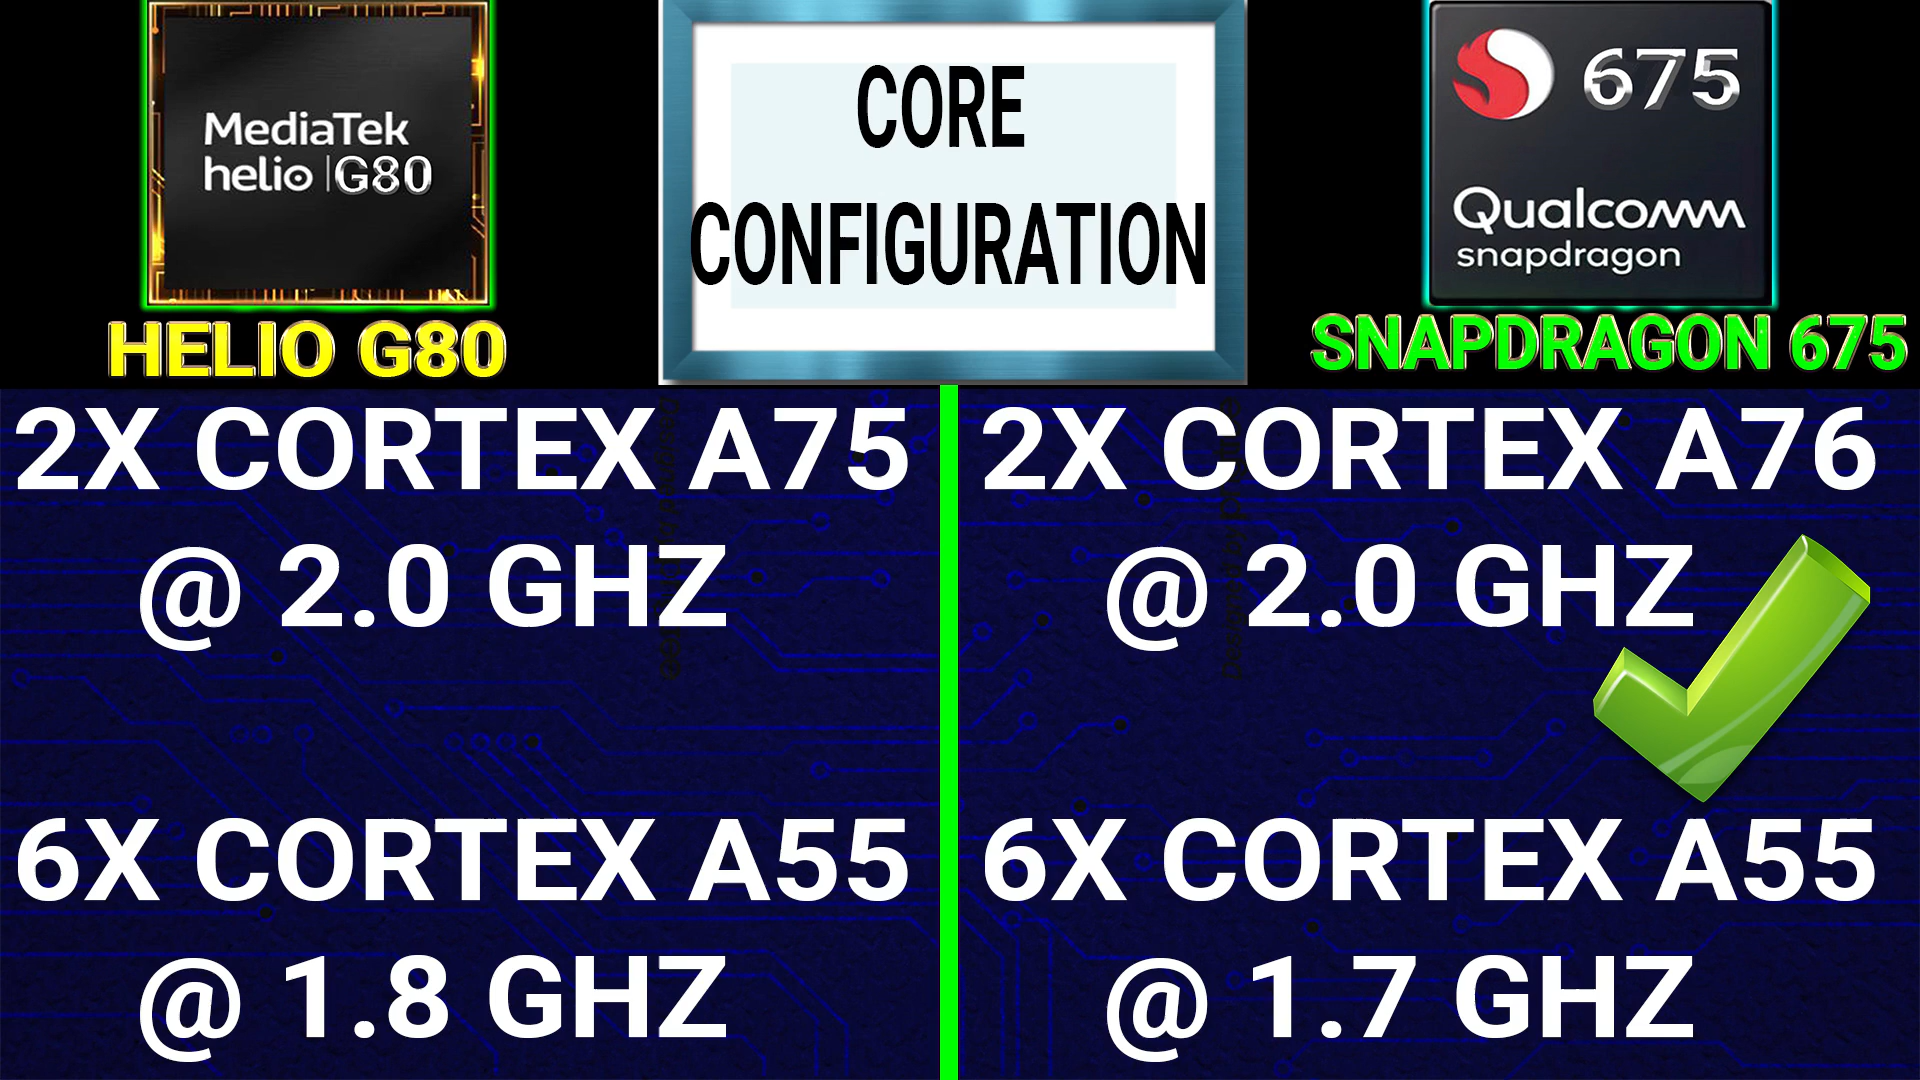 MediaTek
helio G80
HELIO G80
CORE
CONFIGURATION
675
Qualcomm
snapdragon
SNAPDRAGON 675
2X CORTEX A75
@ 2.0 GHZ
6X CORTEX A55
@ 1.8 GHZ
2X CORTEX A76
@ 2.0 GHZ
6X CORTEX A55
@ 1.7 GHZ